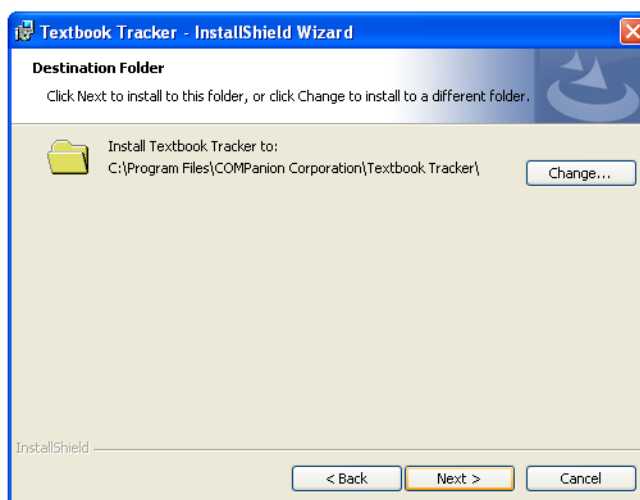 Textbook Tracker - InstallShield Wizard
Destination Folder
Click Next to install to this folder, or click Change to install to a different folder.
Install Textbook Tracker to:
C:\Program Files\COMPanion Corporation\Textbook Tracker\
Change...
InstallShield
< Back
Next >
Cancel